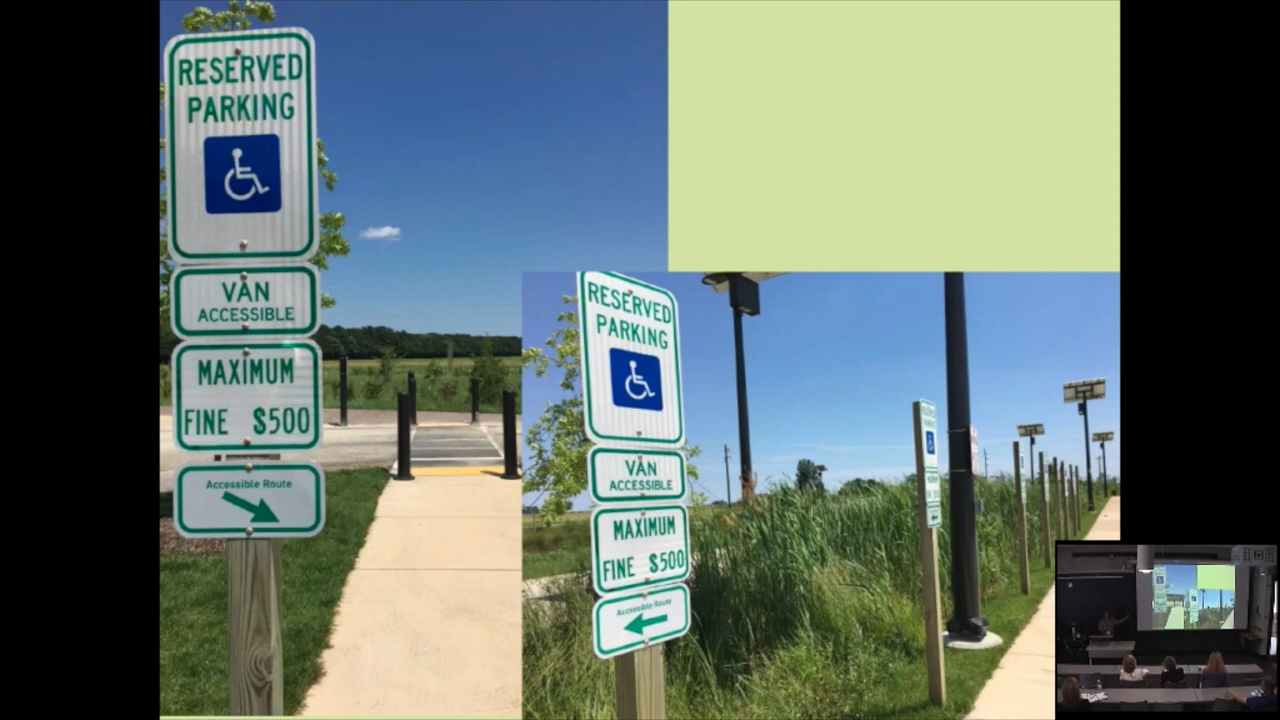 RESERVED
PARKING
VAN
ACCESSIBLE
MAXIMUM
FINE $500
Accessible Route
RESERVED
PARKING
VAN
ACCESSIBLE
MAXIMUM
FINE $500
Accessible Route